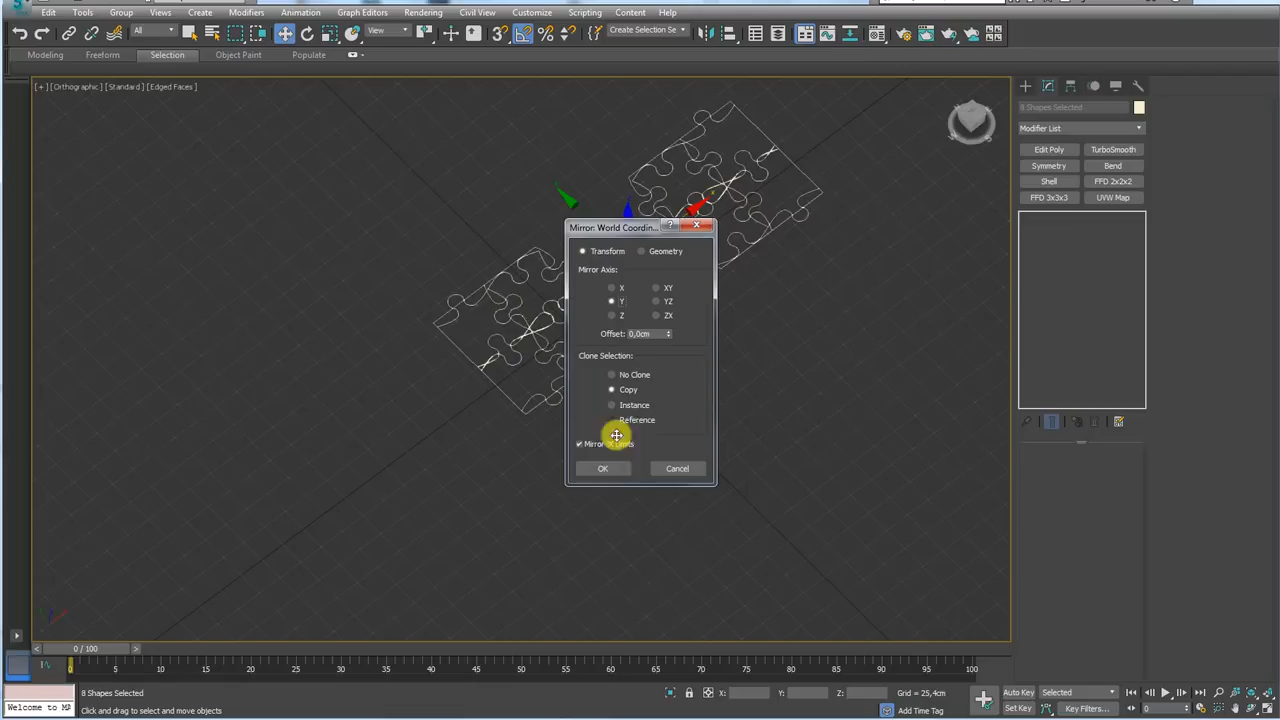 Edit Tools Group Views Create Modifiers Animation Graph Editors Rendering Civil View Customize Scripting Content Help
All
View
Create Selection Se
Modeling Freeform Selection Object Paint Populate
[+] [Orthographic] [Standard] [Edged Faces]
8 Shapes Selected
Modifier List
Edit Poly TurboSmooth
Symmetry Bend
Shell FFD 2x2x2
FFD 3x3x3 UVW Map
Mirror: World Coordin...
Transform Geometry
Mirror Axis:
X XY
Y YZ
Z ZX
Offset: 0,0cm
Clone Selection:
No Clone
Copy
Instance
Reference
Mirror IK Limits
OK Cancel
0 / 100
0 5 10 15 20 25 30 35 40 45 50 55 60 65 70 75 80 85 90 95 100
8 Shapes Selected
X: Y: Z: Grid = 25,4cm
Auto Key Selected
Welcome to MA
Click and drag to select and move objects
Add Time Tag
Set Key Key Filters... 0